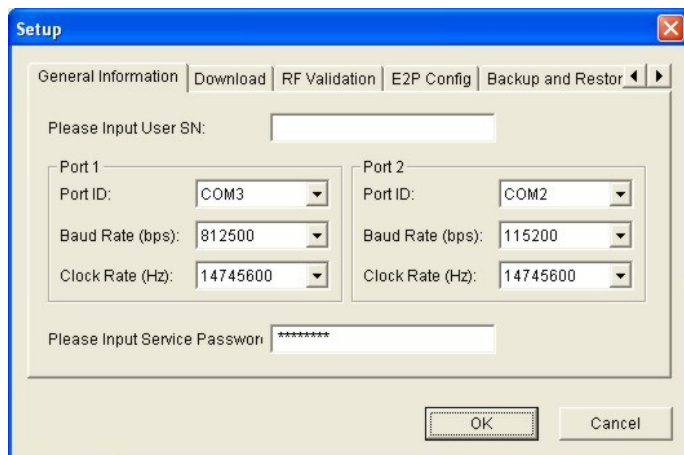 Setup
General Information Download RF Validation E2P Config Backup and Restor
Please Input User SN:
Port 1 Port 2
Port ID: COM3 Port ID: COM2
Baud Rate (bps): 812500 Baud Rate (bps): 115200
Clock Rate (Hz): 14745600 Clock Rate (Hz): 14745600
Please Input Service Passwor ********
OK Cancel